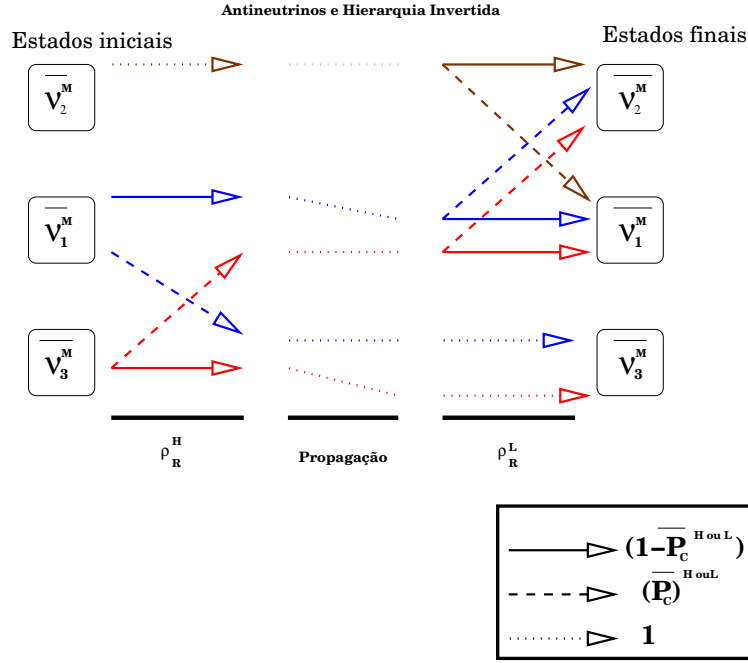 Antineutrinos e Hierarquia Invertida
Estados iniciais
Estados finais
ν̅₂ᴹ
ν̅₂ᴹ
ν̅₁ᴹ
ν̅₁ᴹ
ν̅₃ᴹ
ν̅₃ᴹ
ρ_R^H
Propagação
ρ_R^L
(1−P̅_c^{H ou L})
(P̅_c)^{H ouL}
1